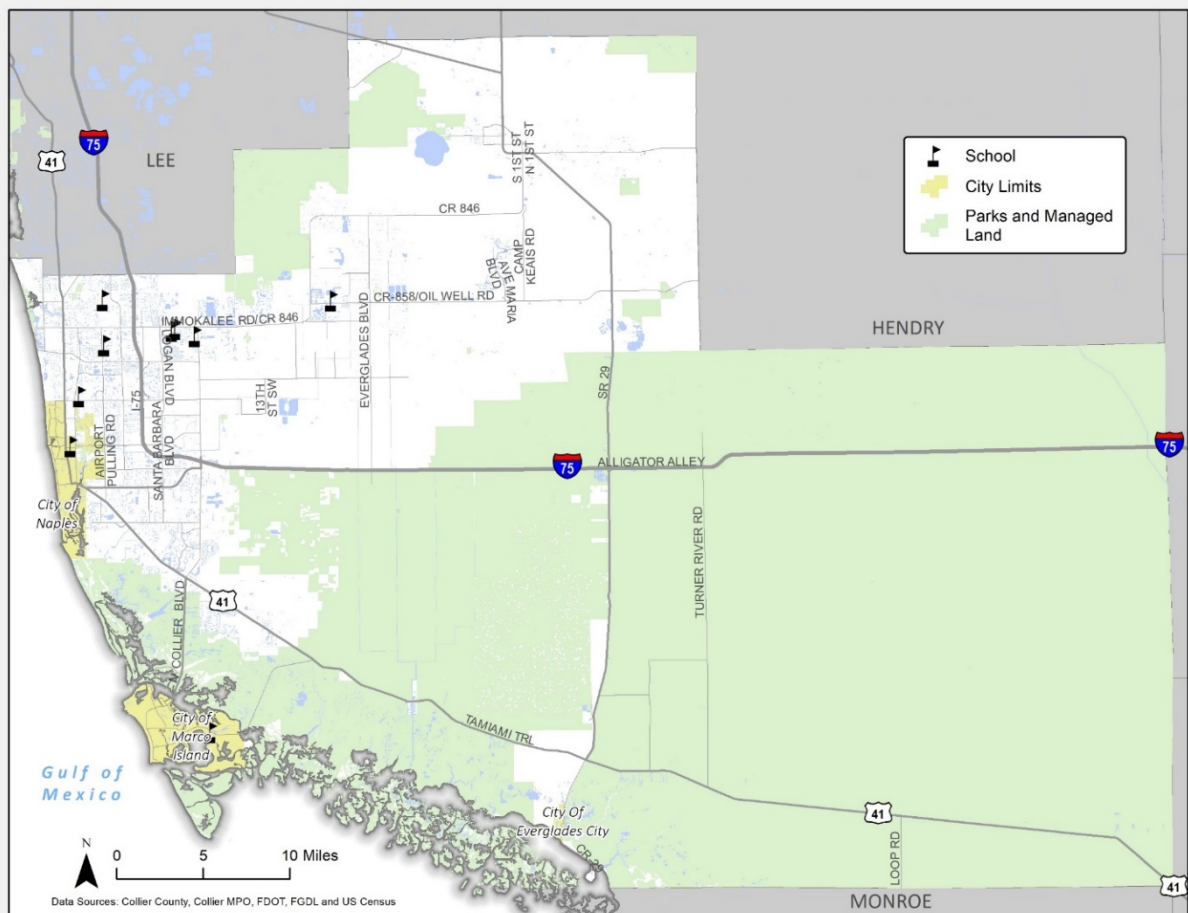 75
41
LEE
S 1ST ST
N 1ST ST
School
City Limits
Parks and Managed
Land
CR 846
CAMP
KEAIS RD
AVE MARIA
BLVD
CR-858/OIL WELL RD
IMMOKALEE RD/CR 846
HENDRY
LOGAN BLVD
EVERGLADES BLVD
13TH
ST SW
SR 29
I-75
AIRPORT
PULLING RD
SANTA BARBARA
BLVD
75
ALLIGATOR ALLEY
75
City of
Naples
TURNER RIVER RD
41
N COLLIER BLVD
City of
Marco
Island
TAMIAMI TRL
Gulf of
Mexico
City Of
Everglades City
41
CR 29
LOOP RD
N
0 5 10 Miles
41
MONROE
Data Sources: Collier County, Collier MPO, FDOT, FGDL and US Census